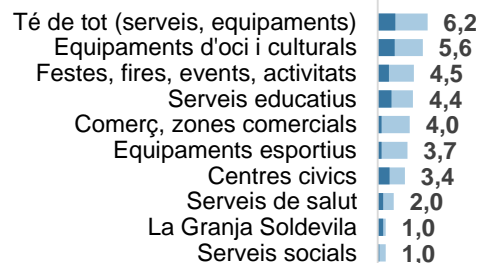 Té de tot (serveis, equipaments) 6,2
Equipaments d'oci i culturals 5,6
Festes, fires, events, activitats 4,5
Serveis educatius 4,4
Comerç, zones comercials 4,0
Equipaments esportius 3,7
Centres civics 3,4
Serveis de salut 2,0
La Granja Soldevila 1,0
Serveis socials 1,0